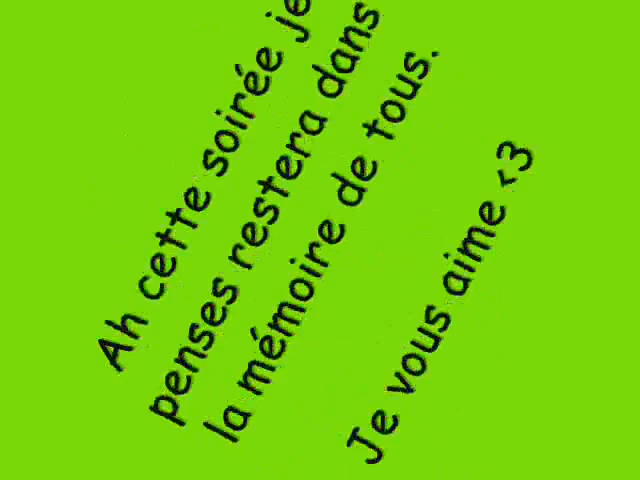 Ah cette soirée je
penses restera dans
la mémoire de tous.
Je vous aime <3